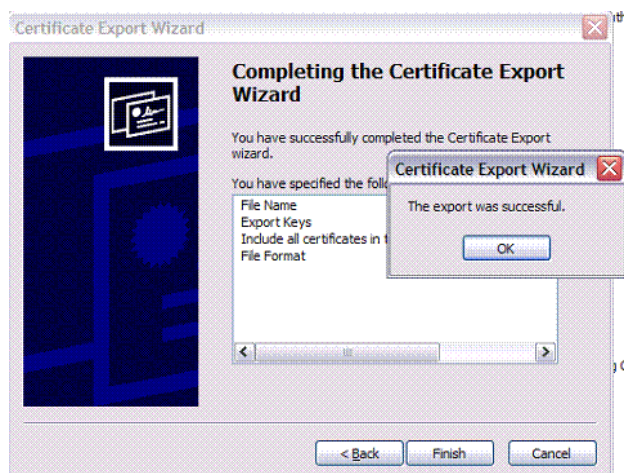 Certificate Export Wizard
Completing the Certificate Export
Wizard
You have successfully completed the Certificate Export
wizard.
You have specified the
File Name
Export Keys
Include all certificates in
File Format
Certificate Export Wizard
The export was successful.
OK
< Back
Finish
Cancel